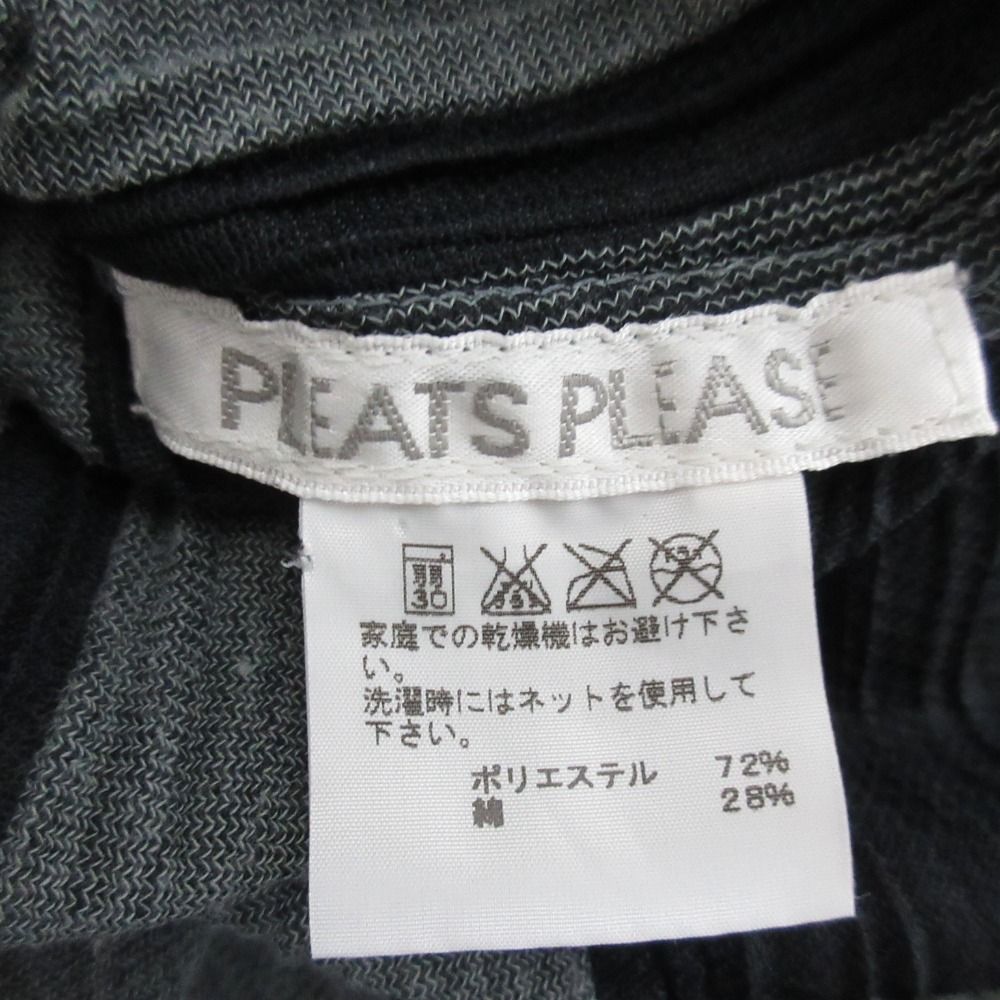 PLEATS PLEASE
弱
30
家庭での乾燥機はお避け下さ
い。
洗濯時にはネットを使用して
下さい。
ポリエステル 72%
綿 28%